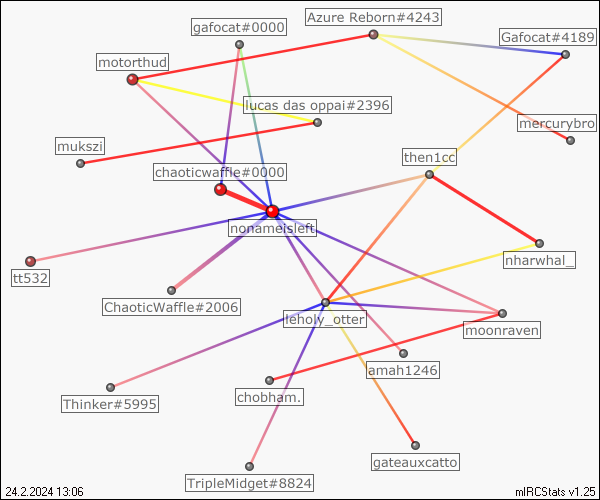 Azure Reborn#4243
gafocat#0000
Gafocat#4189
motorthud
lucas das oppai#2396
mercurybro
mukszi
then1cc
chaoticwaffle#0000
nonameisleft
nharwhal_
tt532
ChaoticWaffle#2006
leholy_otter
moonraven
amah1246
Thinker#5995
chobham.
gateauxcatto
TripleMidget#8824
24.2.2024 13:06
mIRCStats v1.25